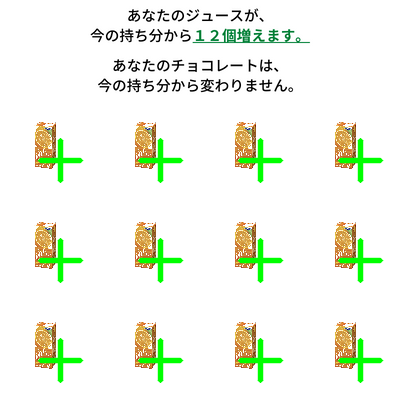 あなたのジュースが、
今の持ち分から１２個増えます。
あなたのチョコレートは、
今の持ち分から変わりません。